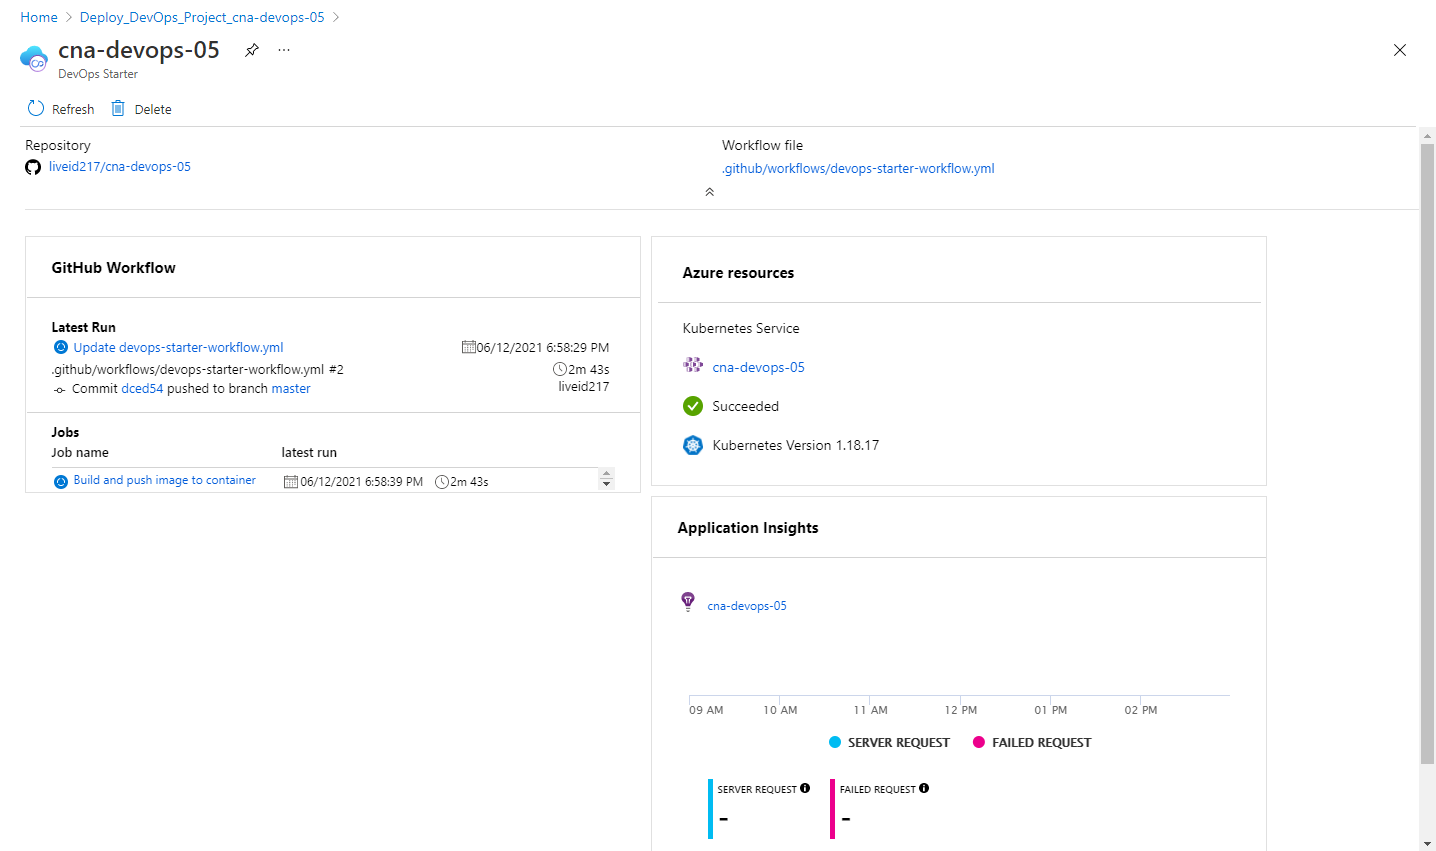 Home > Deploy_DevOps_Project_cna-devops-05 >
cna-devops-05 ...
DevOps Starter
Refresh Delete
Repository
liveid217/cna-devops-05
Workflow file
.github/workflows/devops-starter-workflow.yml
GitHub Workflow
Latest Run
Update devops-starter-workflow.yml 06/12/2021 6:58:29 PM
.github/workflows/devops-starter-workflow.yml #2 2m 43s
Commit dced54 pushed to branch master liveid217
Jobs
Job name latest run
Build and push image to container 06/12/2021 6:58:39 PM 2m 43s
Azure resources
Kubernetes Service
cna-devops-05
Succeeded
Kubernetes Version 1.18.17
Application Insights
cna-devops-05
09 AM 10 AM 11 AM 12 PM 01 PM 02 PM
SERVER REQUEST FAILED REQUEST
SERVER REQUEST FAILED REQUEST
- -